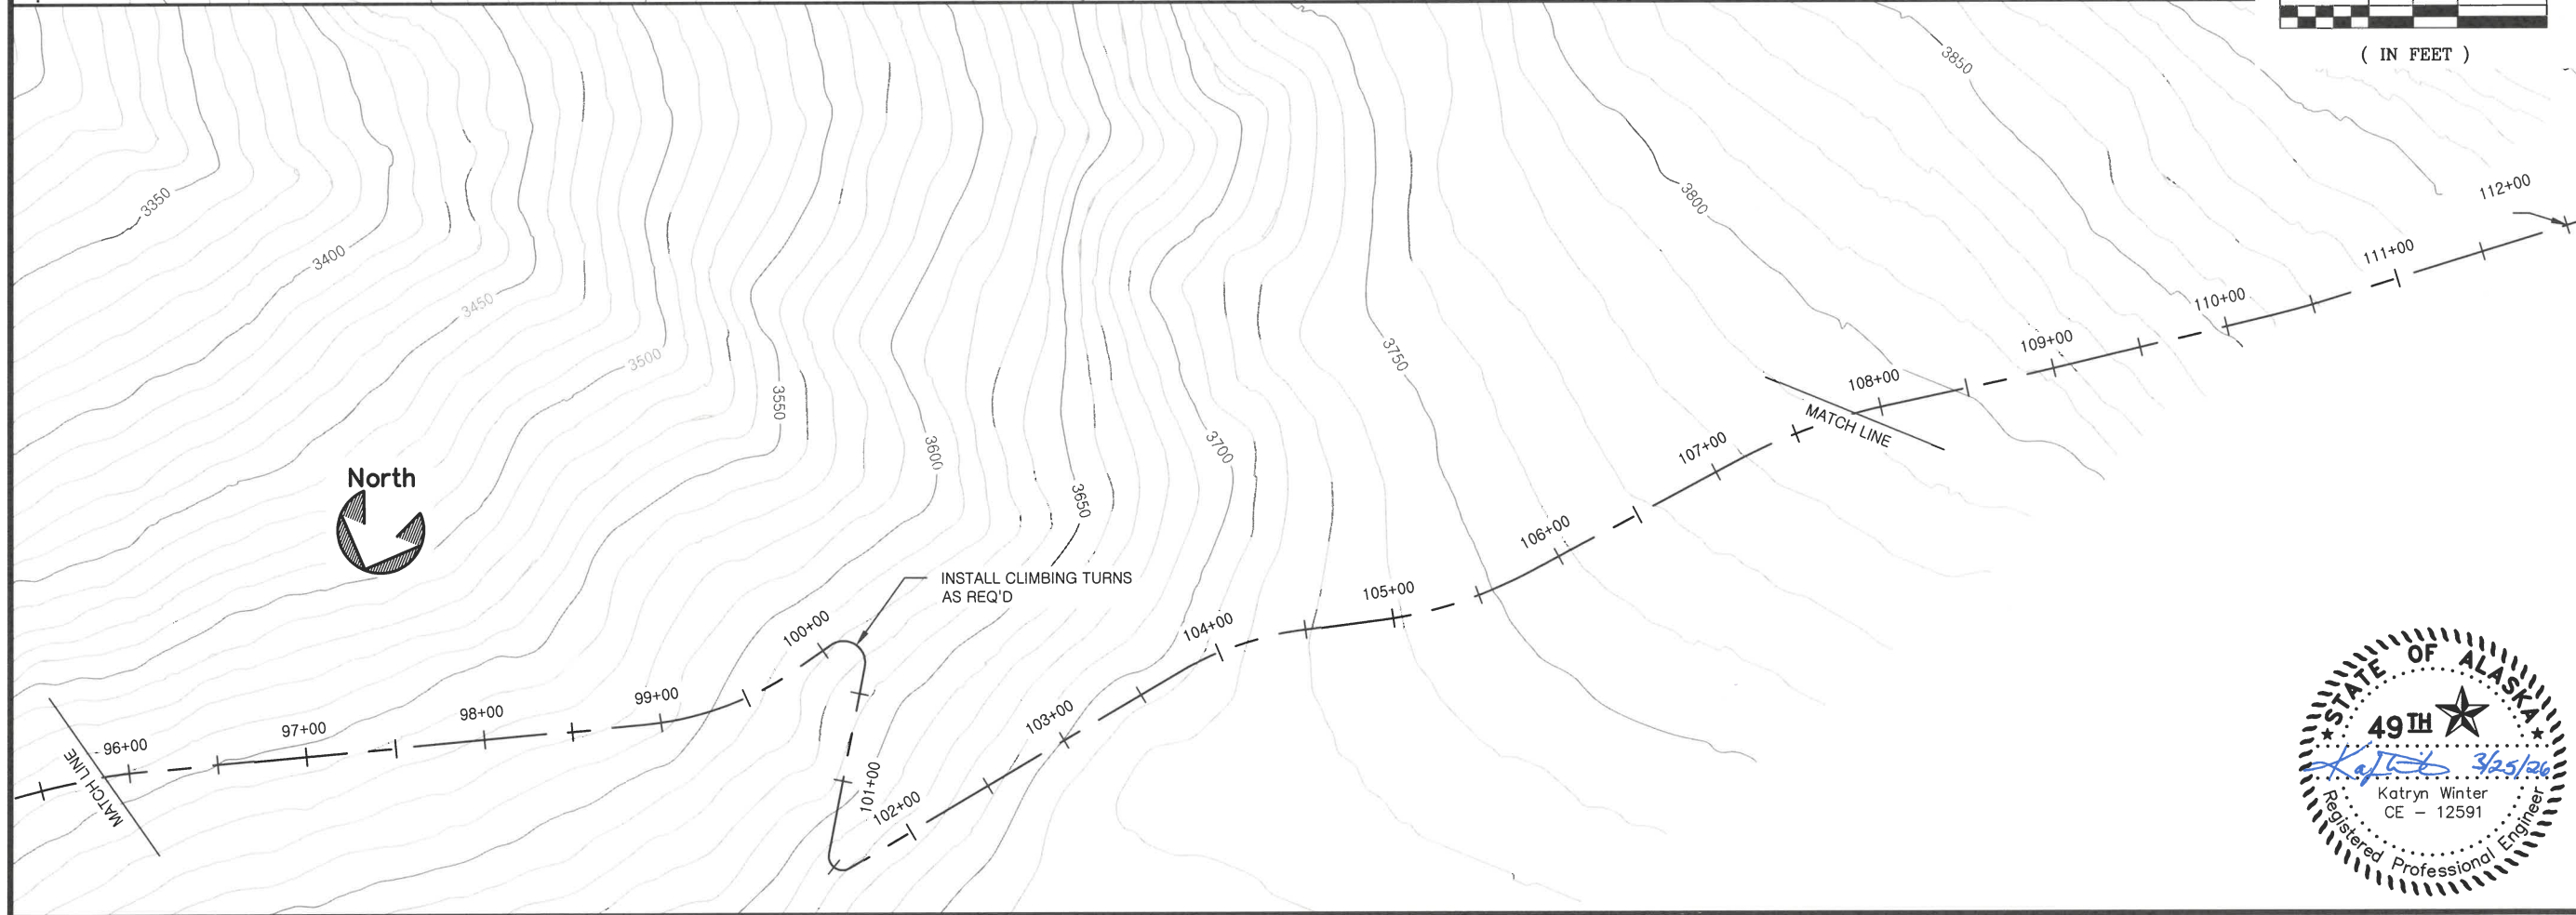 ( IN FEET )
3850
3800
112+00
3350
3400
3450
3500
3550
3600
3650
3700
3750
111+00
110+00
109+00
108+00
MATCH LINE
107+00
106+00
105+00
104+00
103+00
102+00
101+00
100+00
99+00
98+00
97+00
96+00
MATCH LINE
North
INSTALL CLIMBING TURNS
AS REQ'D
STATE OF ALASKA
49TH
3/25/26
Katryn Winter
CE - 12591
Registered Professional Engineer